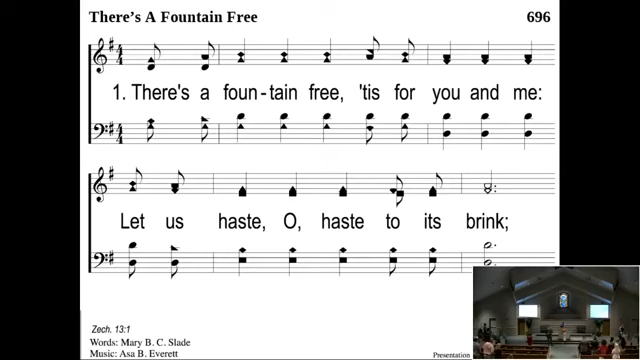 There's A Fountain Free 696
1. There's a foun-tain free, 'tis for you and me:
Let us haste, O, haste to its brink;
Zech. 13:1
Words: Mary B. C. Slade
Music: Asa B. Everett
Presentation